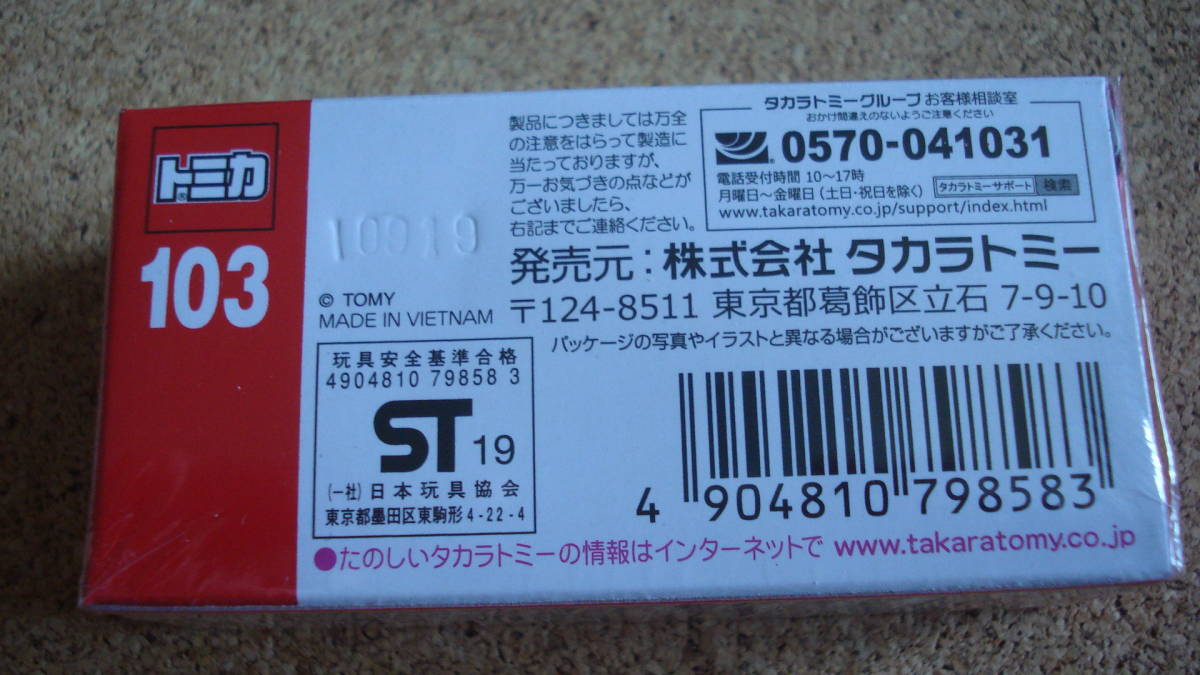 トミカ
103
10019
© TOMY
MADE IN VIETNAM
製品につきましては万全
の注意をはらって製造に
当たっておりますが、
万一お気づきの点などが
ございましたら、
右記までご連絡ください。
タカラトミーグループ お客様相談室
おかけ間違えのないようご注意ください
0570-041031
電話受付時間 10〜17時
月曜日〜金曜日(土日・祝日を除く) タカラトミーサポート 検索
www.takaratomy.co.jp/support/index.html
発売元:株式会社 タカラトミー
〒124-8511 東京都葛飾区立石 7-9-10
パッケージの写真やイラストと異なる場合がございますがご了承ください。
玩具安全基準合格
4904810 79858 3
ST 19
(一社)日本玩具協会
東京都墨田区東駒形4-22-4
4 904810 798583
●たのしいタカラトミーの情報はインターネットで www.takaratomy.co.jp